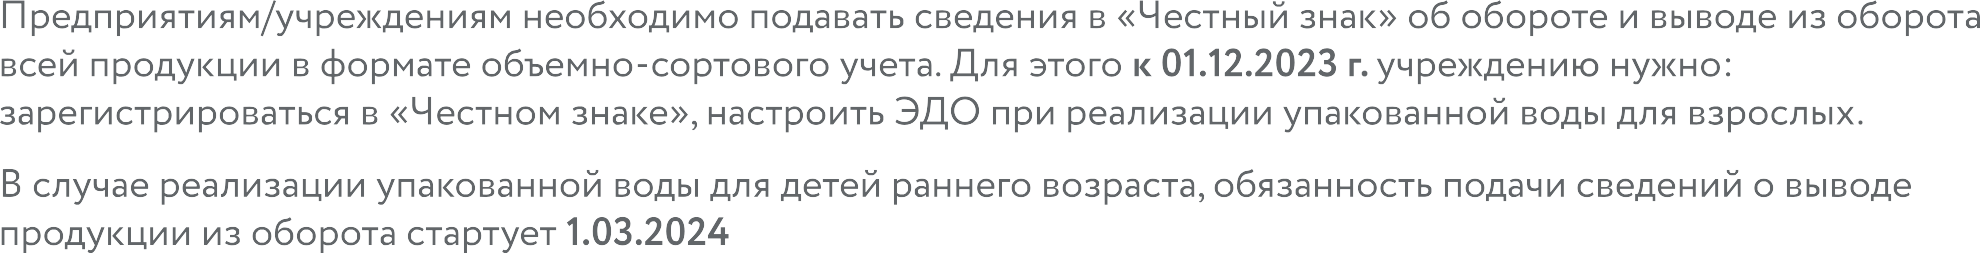 Предприятиям/учреждениям необходимо подавать сведения в «Честный знак» об обороте и выводе из оборота
всей продукции в формате объемно-сортового учета. Для этого к 01.12.2023 г. учреждению нужно:
зарегистрироваться в «Честном знаке», настроить ЭДО при реализации упакованной воды для взрослых.
В случае реализации упакованной воды для детей раннего возраста, обязанность подачи сведений о выводе
продукции из оборота стартует 1.03.2024